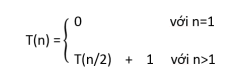 0 với n=1
T(n) =
T(n/2) + 1 với n>1